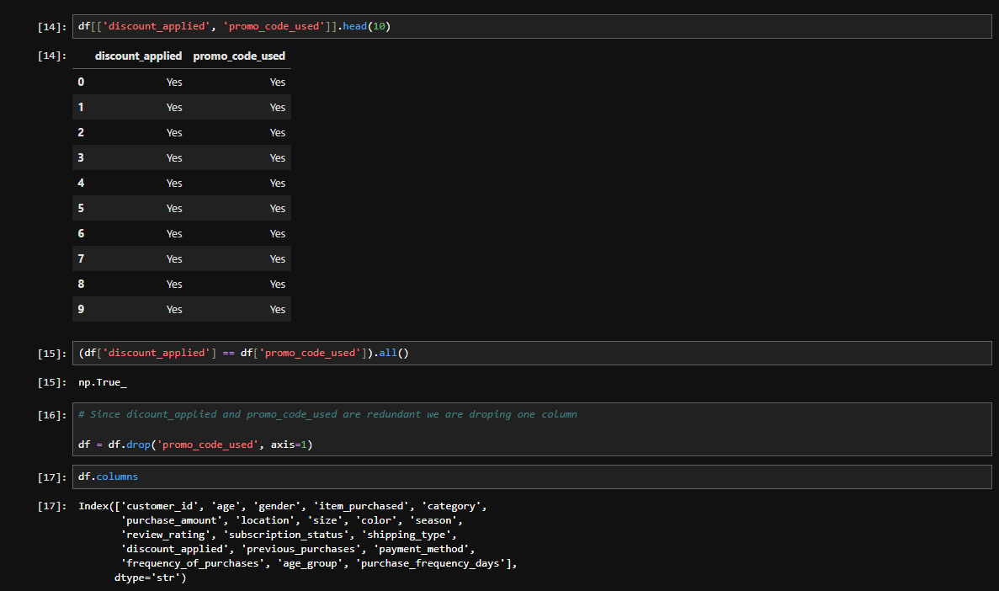 [14]: df[['discount_applied', 'promo_code_used']].head(10)
[14]: discount_applied promo_code_used
0 Yes Yes
1 Yes Yes
2 Yes Yes
3 Yes Yes
4 Yes Yes
5 Yes Yes
6 Yes Yes
7 Yes Yes
8 Yes Yes
9 Yes Yes
[15]: (df['discount_applied'] == df['promo_code_used']).all()
[15]: np.True_
[16]: # Since dicount_applied and promo_code_used are redundant we are droping one column
df = df.drop('promo_code_used', axis=1)
[17]: df.columns
[17]: Index(['customer_id', 'age', 'gender', 'item_purchased', 'category',
'purchase_amount', 'location', 'size', 'color', 'season',
'review_rating', 'subscription_status', 'shipping_type',
'discount_applied', 'previous_purchases', 'payment_method',
'frequency_of_purchases', 'age_group', 'purchase_frequency_days'],
dtype='str')